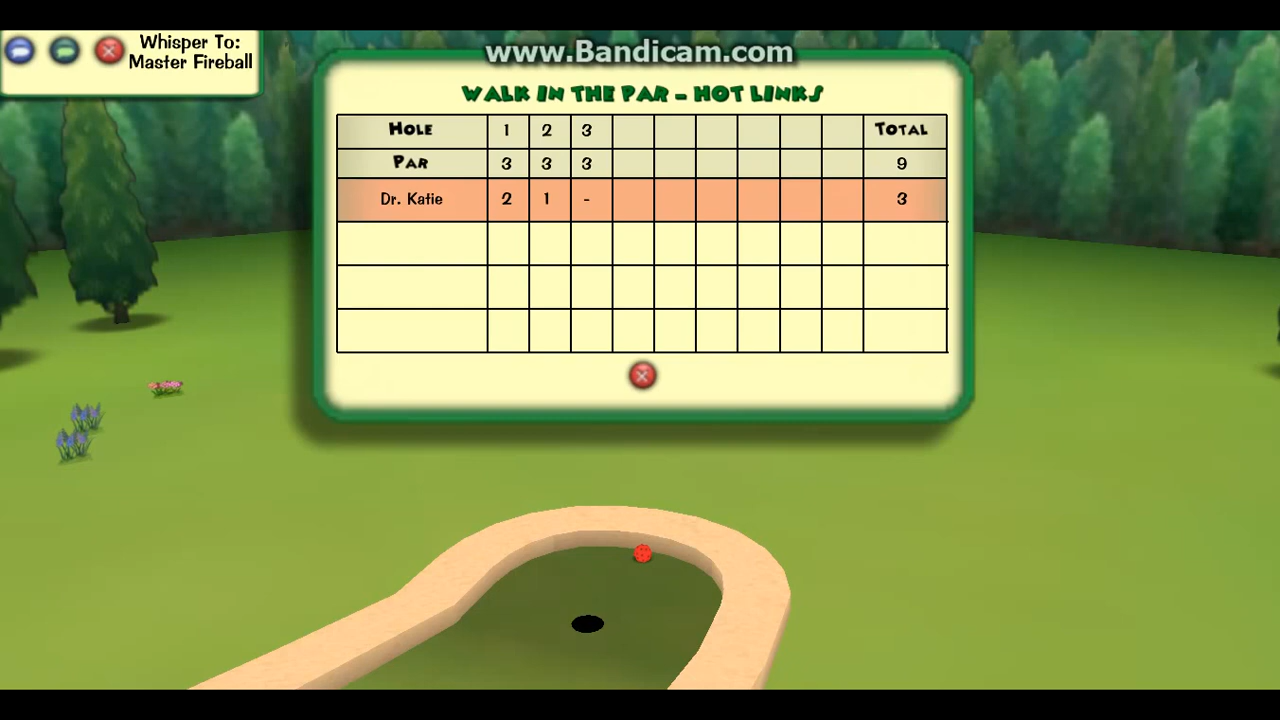 www.Bandicam.com
Whisper To:
Master Fireball
WALK IN THE PAR - HOT LINKS
HOLE 1 2 3 TOTAL
PAR 3 3 3 9
Dr. Katie 2 1 - 3